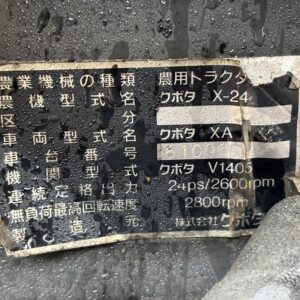 農業機械の種類 農用トラクタ
農機型式名 クボタ X-24
区分
車両型式名 クボタ XA
車台番号 6100
機関型式 クボタ V1405
連続定格出力 24ps/2600rpm
無負荷最高回転速度 2800rpm
製造元 株式会社クボタ